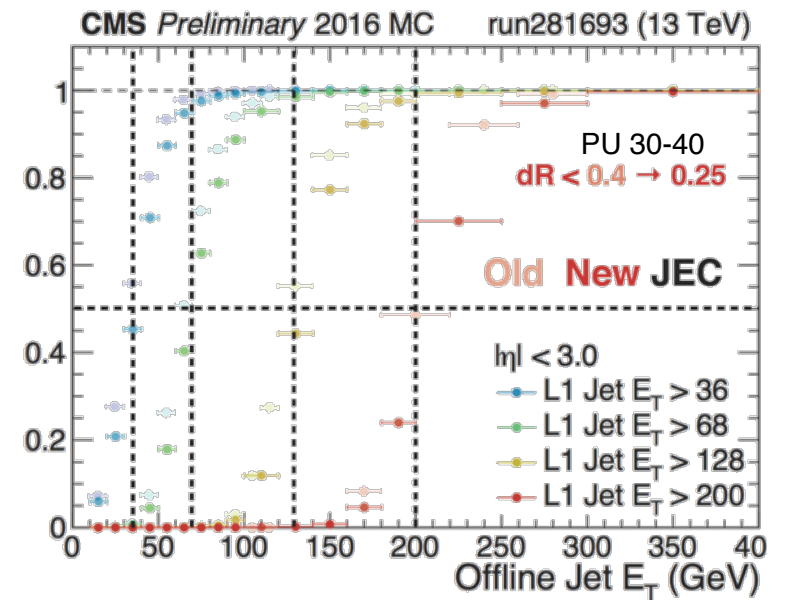 CMS Preliminary 2016 MC run281693 (13 TeV)
1
PU 30-40
dR < 0.4 → 0.25
0.8
0.6
Old New JEC
0.4
|η| < 3.0
L1 Jet E_T > 36
L1 Jet E_T > 68
0.2
L1 Jet E_T > 128
L1 Jet E_T > 200
0
0 50 100 150 200 250 300 350 40
Offline Jet E_T (GeV)